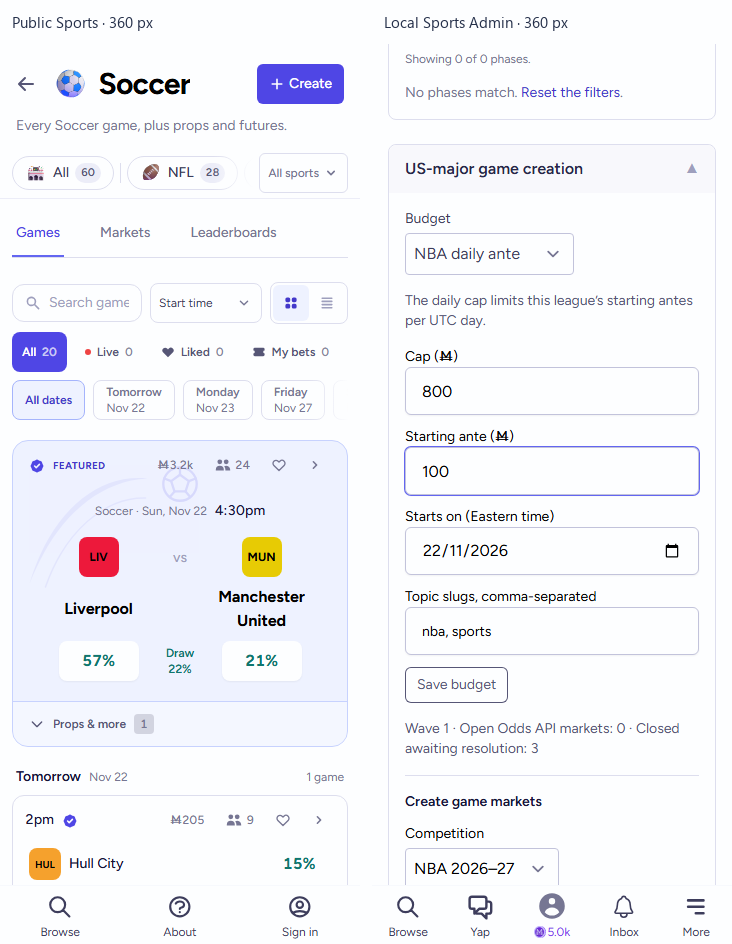 Public Sports · 360 px
Soccer
+ Create
Every Soccer game, plus props and futures.
All 60
NFL 28
All sports
Games
Markets
Leaderboards
Search game
Start time
All 20
Live 0
Liked 0
My bets 0
All dates
Tomorrow
Nov 22
Monday
Nov 23
Friday
Nov 27
FEATURED
M3.2k
24
Soccer · Sun, Nov 22 4:30pm
LIV
vs
MUN
Liverpool
Manchester
United
57%
Draw
22%
21%
Props & more 1
Tomorrow Nov 22
1 game
2pm
M205
9
HUL
Hull City
15%
Browse
About
Sign in
Local Sports Admin · 360 px
Showing 0 of 0 phases.
No phases match. Reset the filters.
US-major game creation
Budget
NBA daily ante
The daily cap limits this league's starting antes
per UTC day.
Cap (M)
800
Starting ante (M)
100
Starts on (Eastern time)
22/11/2026
Topic slugs, comma-separated
nba, sports
Save budget
Wave 1 · Open Odds API markets: 0 · Closed
awaiting resolution: 3
Create game markets
Competition
NBA 2026–27
Browse
Yap
M 5.0k
Inbox
More